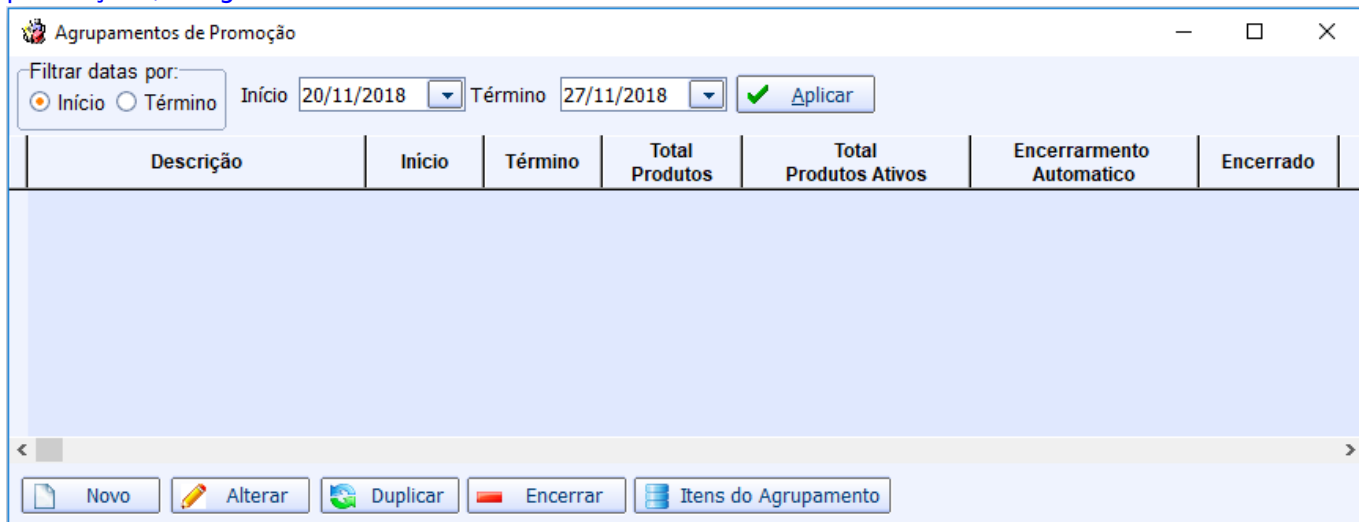 Agrupamentos de Promoção
Filtrar datas por:
Início Término Início 20/11/2018 Término 27/11/2018 Aplicar
Descrição Início Término Total Produtos Total Produtos Ativos Encerrarmento Automatico Encerrado
Novo Alterar Duplicar Encerrar Itens do Agrupamento